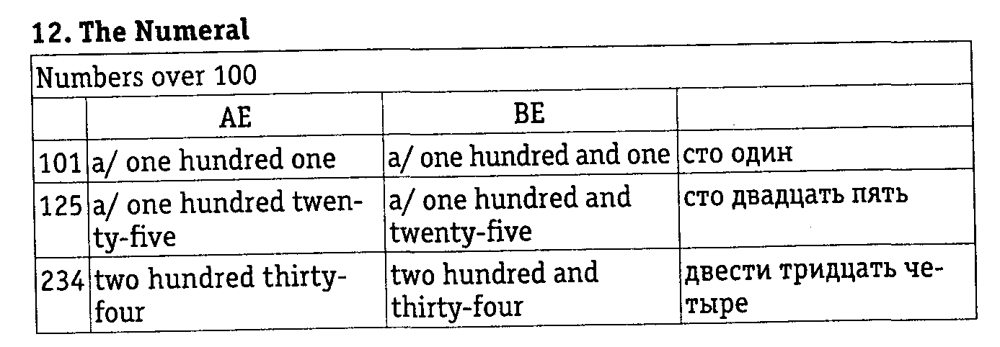 12. The Numeral
Numbers over 100
AE BE
101 a/ one hundred one a/ one hundred and one сто один
125 a/ one hundred twen- a/ one hundred and сто двадцать пять
ty-five twenty-five
234 two hundred thirty- two hundred and двести тридцать че-
four thirty-four тыре